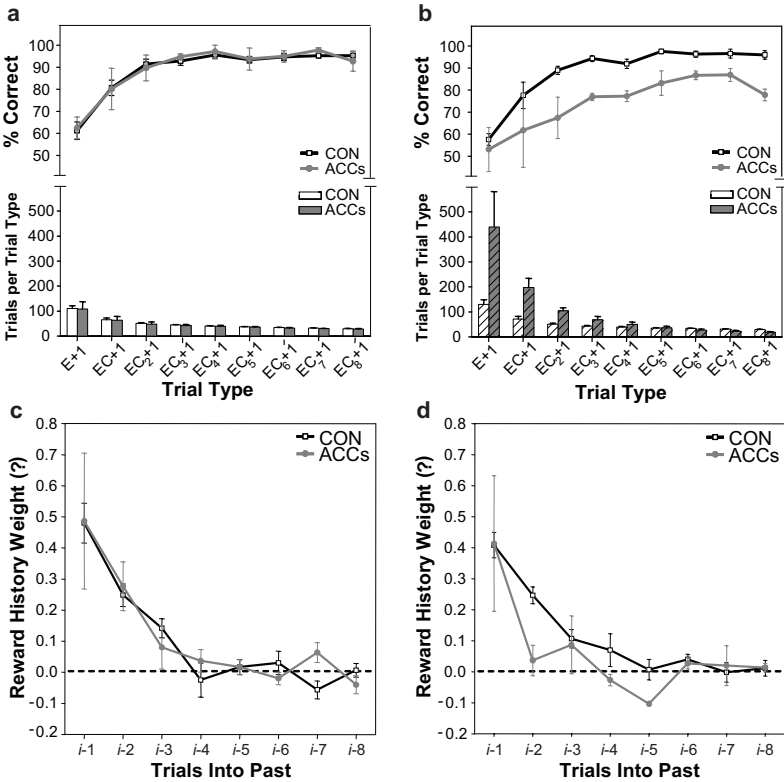 a
% Correct
100
90
80
70
60
50
CON
ACCs
Trials per Trial Type
500
400
300
200
100
0
CON
ACCs
E+1
EC+1
EC2+1
EC3+1
EC4+1
EC5+1
EC6+1
EC7+1
EC8+1
Trial Type
b
% Correct
100
90
80
70
60
50
CON
ACCs
Trials per Trial Type
500
400
300
200
100
0
CON
ACCs
E+1
EC+1
EC2+1
EC3+1
EC4+1
EC5+1
EC6+1
EC7+1
EC8+1
Trial Type
c
Reward History Weight (?)
0.8
0.7
0.6
0.5
0.4
0.3
0.2
0.1
0.0
-0.1
-0.2
CON
ACCs
i-1 i-2 i-3 i-4 i-5 i-6 i-7 i-8
Trials Into Past
d
Reward History Weight (?)
0.8
0.7
0.6
0.5
0.4
0.3
0.2
0.1
0.0
-0.1
-0.2
CON
ACCs
i-1 i-2 i-3 i-4 i-5 i-6 i-7 i-8
Trials Into Past